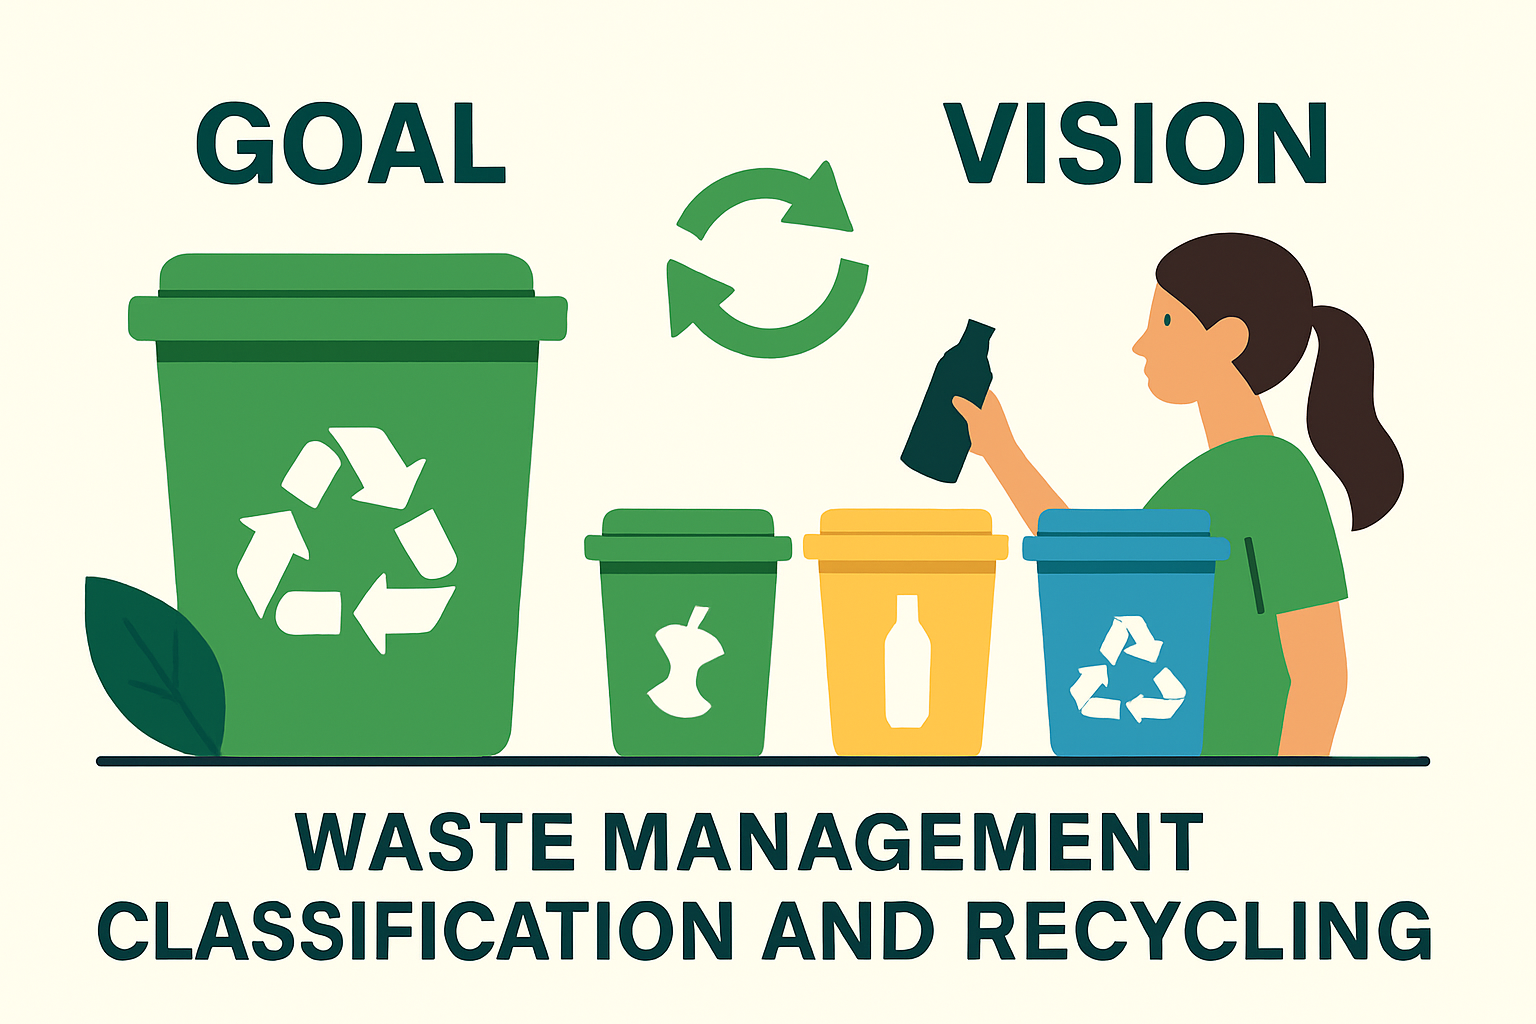 GOAL
VISION
WASTE MANAGEMENT
CLASSIFICATION AND RECYCLING